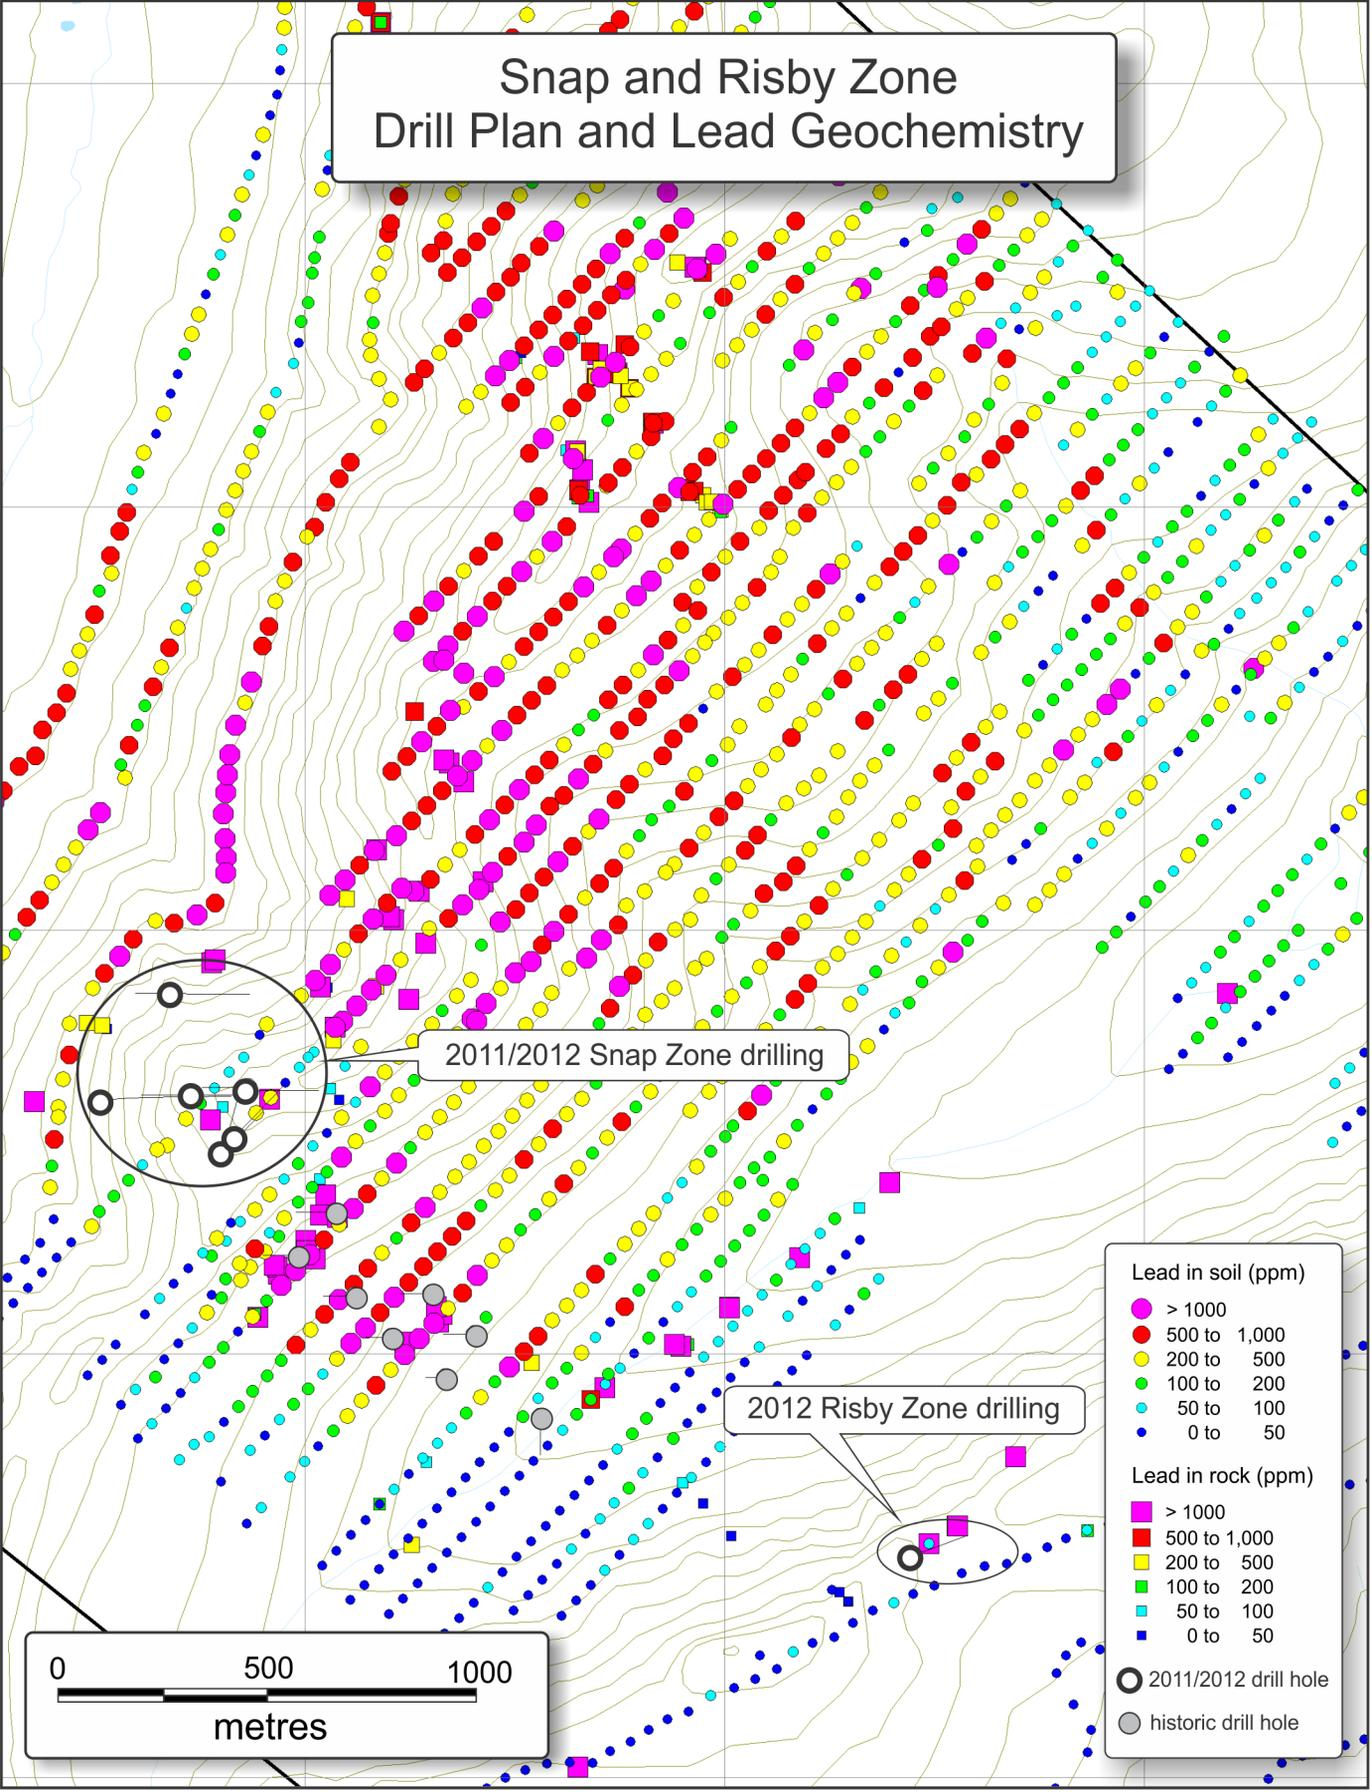 Snap and Risby Zone
Drill Plan and Lead Geochemistry
2011/2012 Snap Zone drilling
2012 Risby Zone drilling
Lead in soil (ppm)
> 1000
500 to 1,000
200 to 500
100 to 200
50 to 100
0 to 50
Lead in rock (ppm)
> 1000
500 to 1,000
200 to 500
100 to 200
50 to 100
0 to 50
2011/2012 drill hole
historic drill hole
0 500 1000
metres